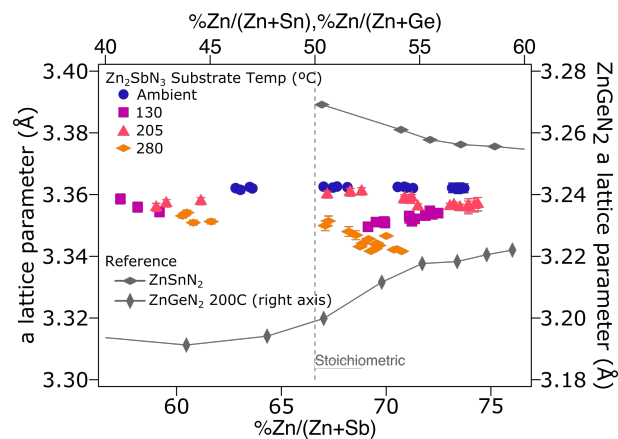 %Zn/(Zn+Sn),%Zn/(Zn+Ge)
40 45 50 55 60
3.40 3.28
Zn₂SbN₃ Substrate Temp (ºC)
Ambient
130
205
280
3.38 3.26
3.36 3.24
3.34 3.22
3.32 3.20
3.30 3.18
a lattice parameter (Å)
ZnGeN₂ a lattice parameter (Å)
Reference
ZnSnN₂
ZnGeN₂ 200C (right axis)
Stoichiometric
60 65 70 75
%Zn/(Zn+Sb)